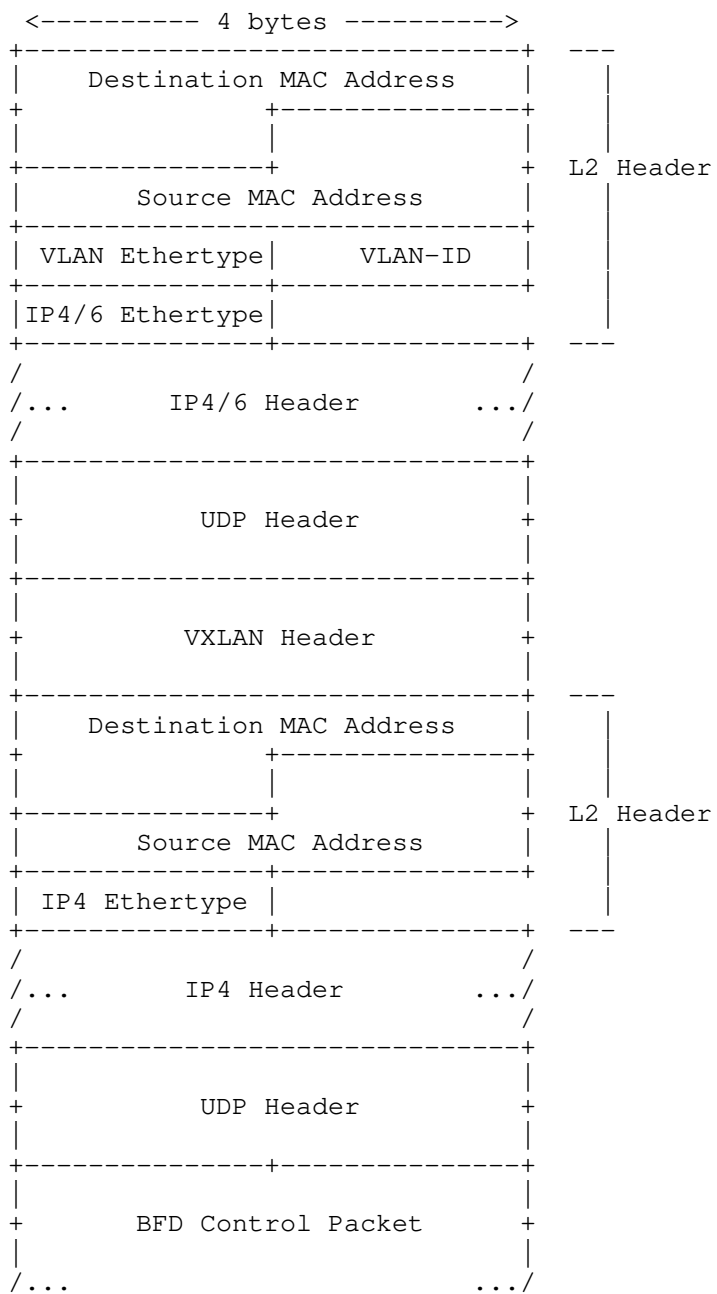 <---------- 4 bytes ---------->
Destination MAC Address
L2 Header
Source MAC Address
VLAN Ethertype VLAN-ID
IP4/6 Ethertype
/... IP4/6 Header .../
UDP Header
VXLAN Header
Destination MAC Address
L2 Header
Source MAC Address
IP4 Ethertype
/... IP4 Header .../
UDP Header
BFD Control Packet
/... .../